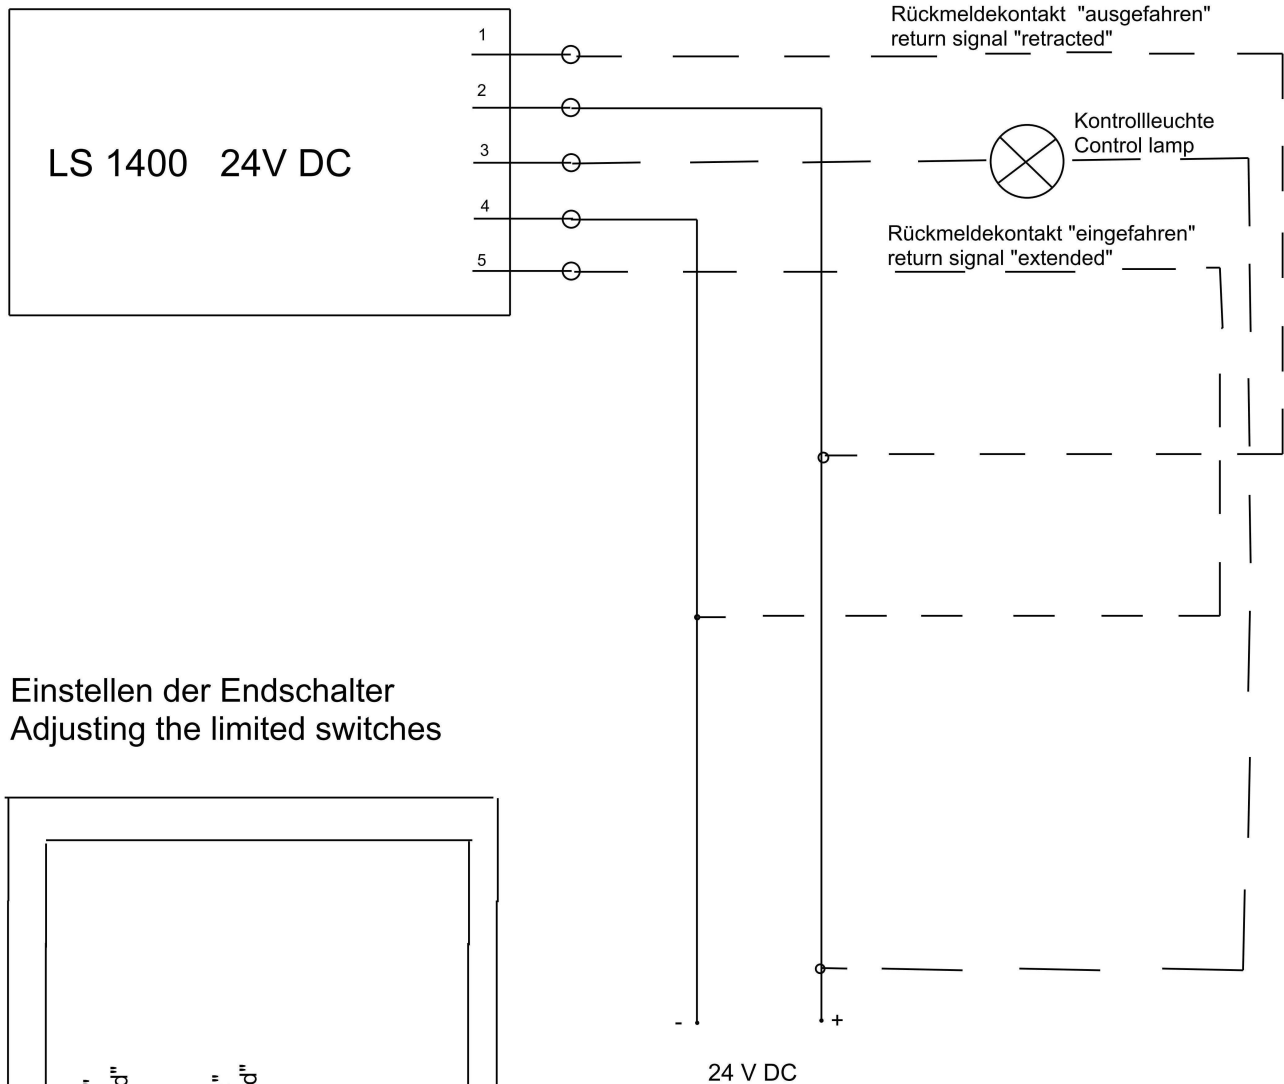 Rückmeldekontakt "ausgefahren"
return signal "retracted"
1
2
3
4
5
LS 1400 24V DC
Kontrollleuchte
Control lamp
Rückmeldekontakt "eingefahren"
return signal "extended"
Einstellen der Endschalter
Adjusting the limited switches
- +
24 V DC